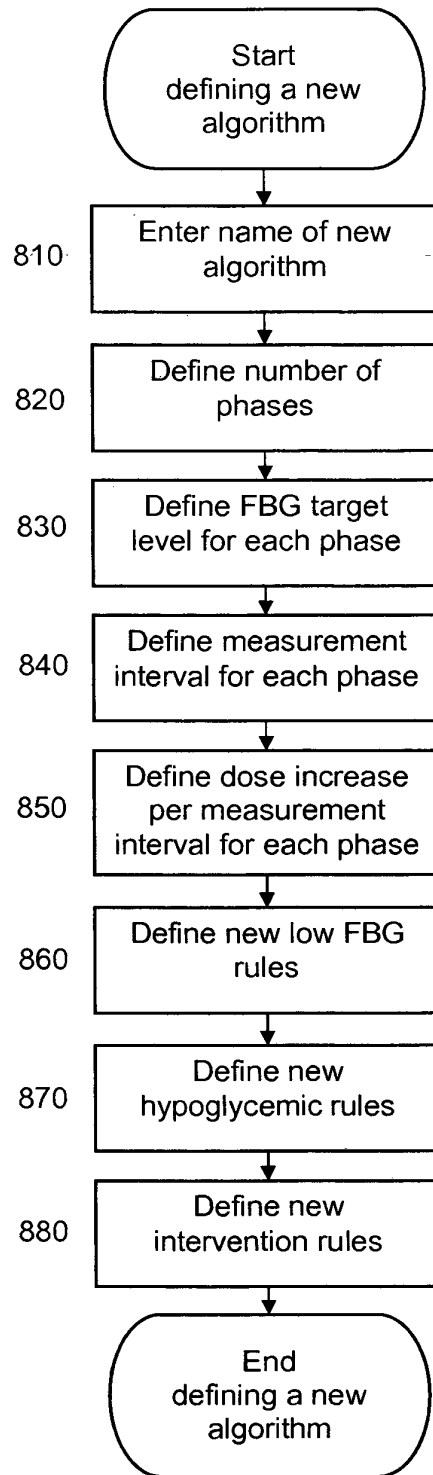 Start
defining a new
algorithm
810
Enter name of new
algorithm
820
Define number of
phases
830
Define FBG target
level for each phase
840
Define measurement
interval for each phase
850
Define dose increase
per measurement
interval for each phase
860
Define new low FBG
rules
870
Define new
hypoglycemic rules
880
Define new
intervention rules
End
defining a new
algorithm